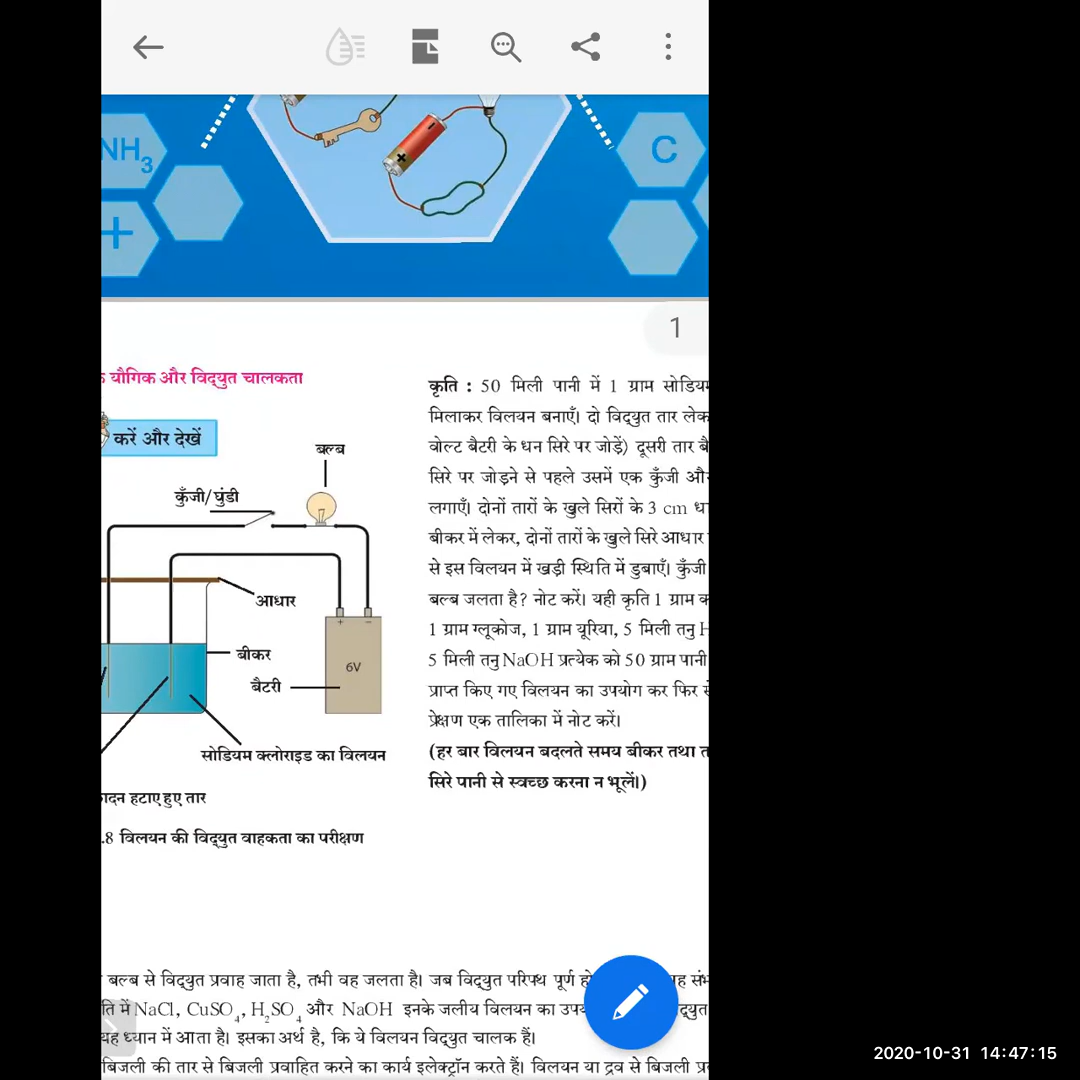 NH3
C
+
+
1
यौगिक और विद्युत चालकता
करें और देखें
बल्ब
कुँजी/घुंडी
आधार
बीकर
बैटरी
+ −
6V
सोडियम क्लोराइड का विलयन
हटाए हुए तार
.8 विलयन की विद्युत वाहकता का परीक्षण
कृति : 50 मिली पानी में 1 ग्राम सोडियम
मिलाकर विलयन बनाएँ। दो विद्युत तार
वोल्ट बैटरी के धन सिरे पर जोड़ें) दूसरी तार
सिरे पर जोड़ने से पहले उसमें एक कुँजी
लगाएँ। दोनों तारों के खुले सिरों के 3 cm
बीकर में लेकर, दोनों तारों के खुले सिरे आधार
से इस विलयन में खड़ी स्थिति में डुबाएँ। कुँजी
बल्ब जलता है? नोट करें। यही कृति 1 ग्राम
1 ग्राम ग्लूकोज, 1 ग्राम यूरिया, 5 मिली तनु
5 मिली तनु NaOH प्रत्येक को 50 ग्राम पानी
प्राप्त किए गए विलयन का उपयोग कर फिर
प्रेक्षण एक तालिका में नोट करें।
(हर बार विलयन बदलते समय बीकर तथा
सिरे पानी से स्वच्छ करना न भूलें।)
बल्ब से विद्युत प्रवाह जाता है, तभी वह जलता है। जब विद्युत परिपथ पूर्ण
में NaCl, CuSO4, H2SO4 और NaOH इनके जलीय विलयन का
यह ध्यान में आता है। इसका अर्थ है, कि ये विलयन विद्युत चालक हैं।
बिजली की तार से बिजली प्रवाहित करने का कार्य इलेक्ट्रॉन करते हैं। विलयन या द्रव से बिजली
2020-10-31 14:47:15